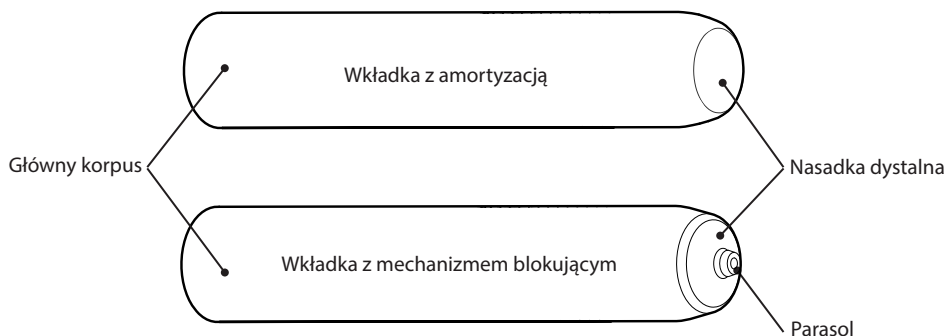 Wkładka z amortyzacją
Główny korpus
Nasadka dystalna
Wkładka z mechanizmem blokującym
Parasol